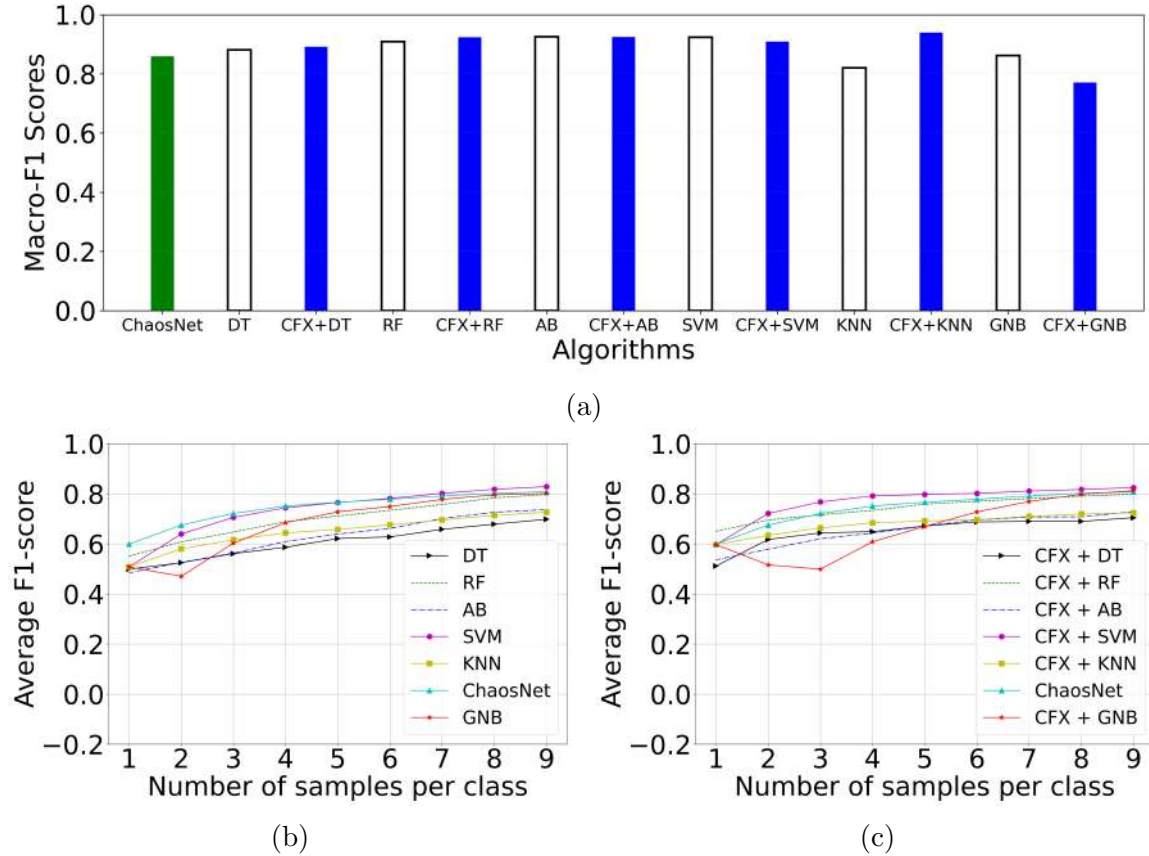 1.0
0.8
0.6
0.4
0.2
0.0
Macro-F1 Scores
ChaosNet DT CFX+DT RF CFX+RF AB CFX+AB SVM CFX+SVM KNN CFX+KNN GNB CFX+GNB
Algorithms
(a)
1.0
0.8
0.6
0.4
0.2
0.0
−0.2
Average F1-score
DT
RF
AB
SVM
KNN
ChaosNet
GNB
1 2 3 4 5 6 7 8 9
Number of samples per class
(b)
1.0
0.8
0.6
0.4
0.2
0.0
−0.2
Average F1-score
CFX + DT
CFX + RF
CFX + AB
CFX + SVM
CFX + KNN
ChaosNet
CFX + GNB
1 2 3 4 5 6 7 8 9
Number of samples per class
(c)